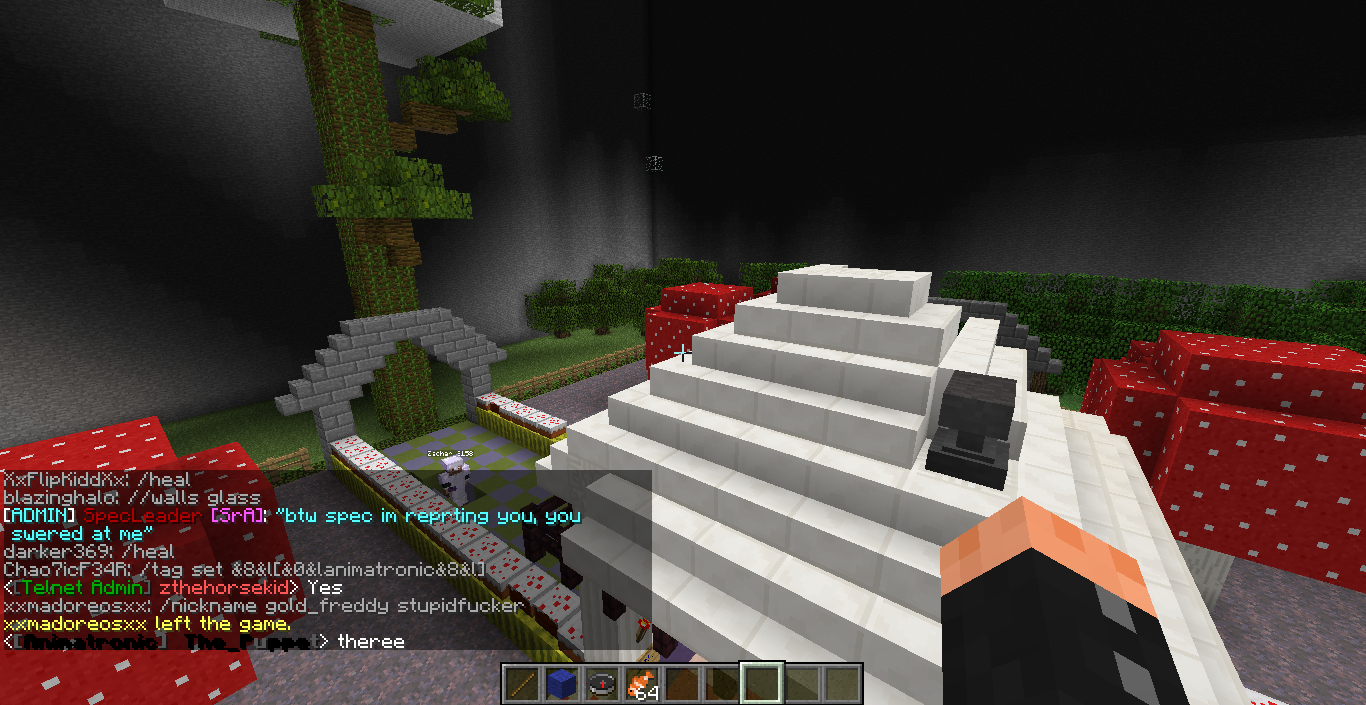 Zachar_3158
XxFlipKiddXx: /heal
blazinghalo: //walls glass
[ADMIN] SpecLeader [SrA]: "btw spec im reprting you, you
swered at me"
darker369: /heal
Chao7icF34R: /tag set &8&l[&0&lanimatronic&8&l]
<[Telnet Admin] zthehorsekid> Yes
xxmadoreosxx: /nickname gold_freddy stupidfucker
xxmadoreosxx left the game.
<[Animatronic] The_Puppet> theree
64